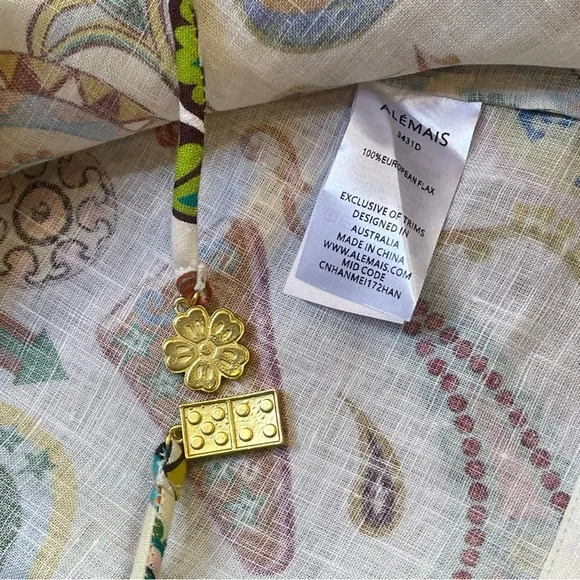 ALÉMAIS
3431D
100%EUROPEAN FLAX
EXCLUSIVE OF TRIMS
DESIGNED IN
AUSTRALIA
MADE IN CHINA
WWW.ALEMAIS.COM
MID CODE
CNHANMEI172HAN